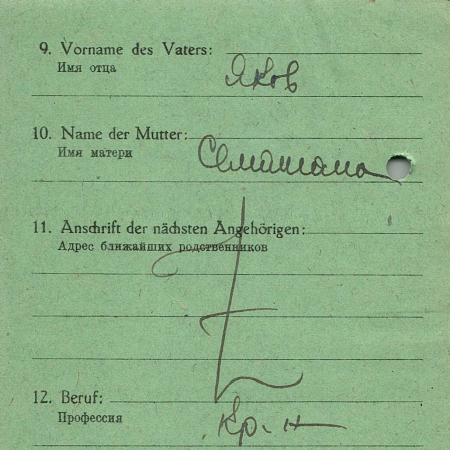 9. Vorname des Vaters:
Имя отца
Яков
10. Name der Mutter:
Имя матери
11. Anschrift der nächsten Angehörigen:
Адрес ближайших родственников
12. Beruf:
Профессия
Кр-н